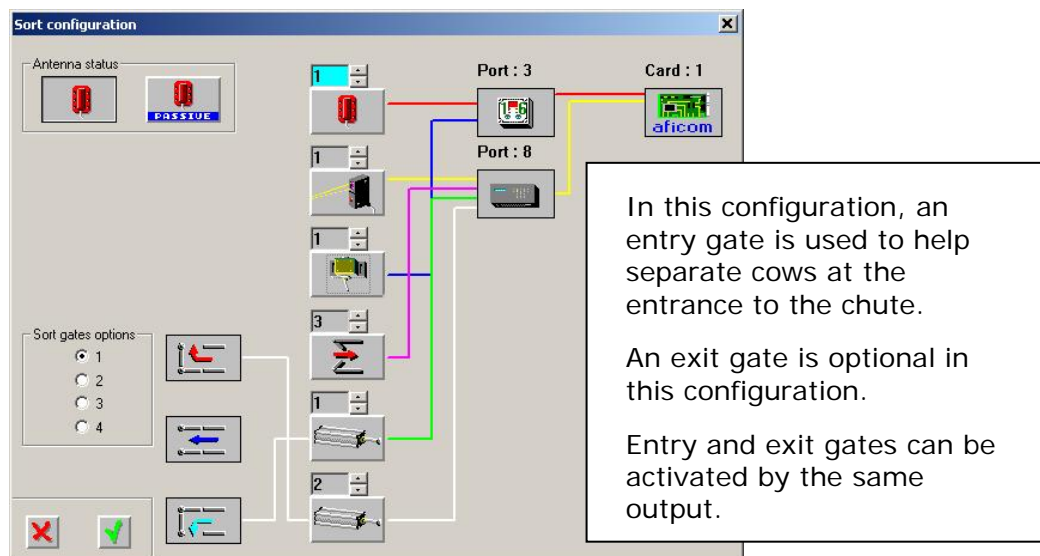 Sort configuration
Antenna status
PASSIVE
1
Port : 3
Card : 1
1 6
aficom
1
Port : 8
1
3
Sort gates options
1
2
3
4
1
2
In this configuration, an
entry gate is used to help
separate cows at the
entrance to the chute.
An exit gate is optional in
this configuration.
Entry and exit gates can be
activated by the same
output.